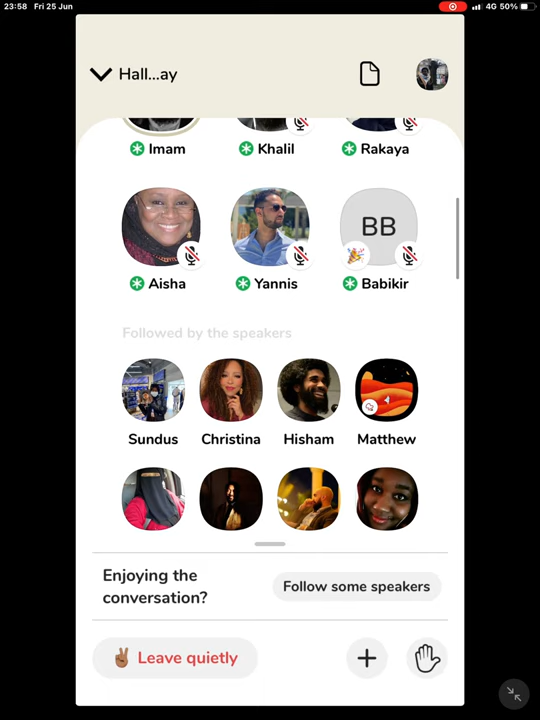 23:58 Fri 25 Jun
4G 50%
Hall...ay
Imam Khalil Rakaya
BB
Aisha Yannis Babikir
Followed by the speakers
Sundus Christina Hisham Matthew
Enjoying the
conversation?
Follow some speakers
Leave quietly